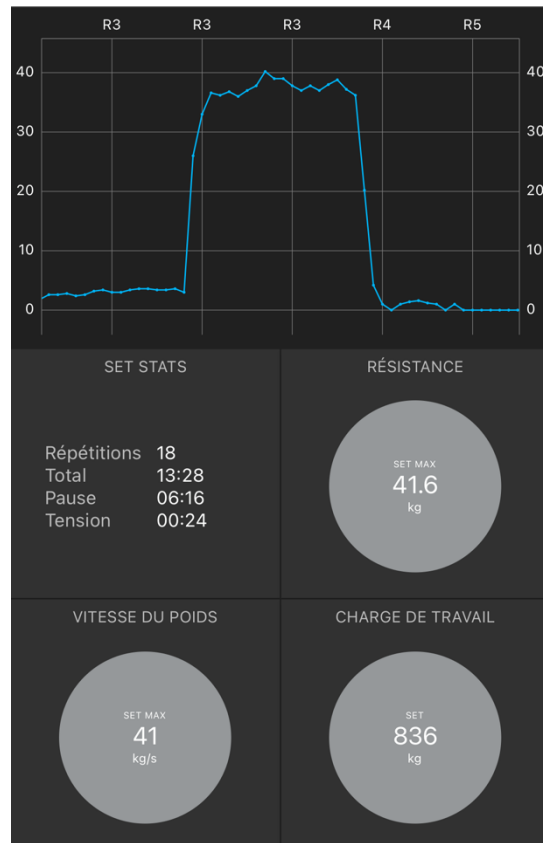 R3 R3 R3 R4 R5
40 40
30 30
20 20
10 10
0 0
SET STATS
Répétitions 18
Total 13:28
Pause 06:16
Tension 00:24
RÉSISTANCE
SET MAX
41.6
kg
VITESSE DU POIDS
SET MAX
41
kg/s
CHARGE DE TRAVAIL
SET
836
kg